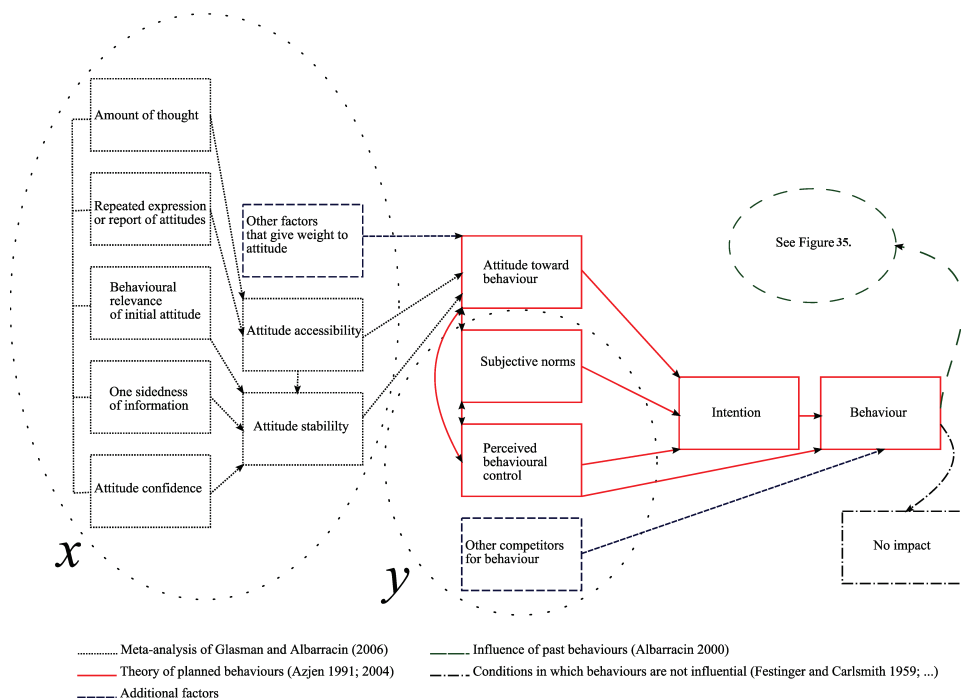 Amount of thought
Repeated expression
or report of attitudes
Behavioural
relevance
of initial attitude
One sidedness
of information
Attitude confidence
Other factors
that give weight to
attitude
Attitude accessibility
Attitude stabililty
x
Attitude toward
behaviour
Subjective norms
Perceived
behavioural
control
Other competitors
for behaviour
y
Intention
Behaviour
See Figure 35.
No impact
Meta-analysis of Glasman and Albarracin (2006)
Theory of planned behaviours (Azjen 1991; 2004)
Additional factors
Influence of past behaviours (Albarracin 2000)
Conditions in which behaviours are not influential (Festinger and Carlsmith 1959; ...)